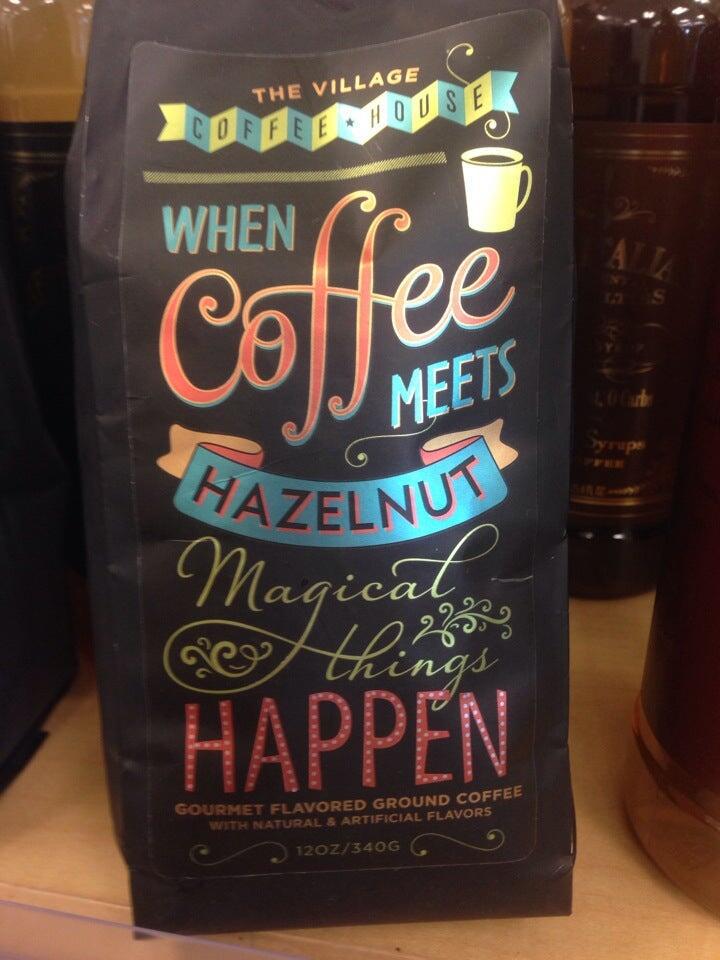 THE VILLAGE
COFFEE★HOUSE
WHEN
Coffee
MEETS
HAZELNUT
Magical
things
HAPPEN
GOURMET FLAVORED GROUND COFFEE
WITH NATURAL & ARTIFICIAL FLAVORS
12OZ/340G
Syrups